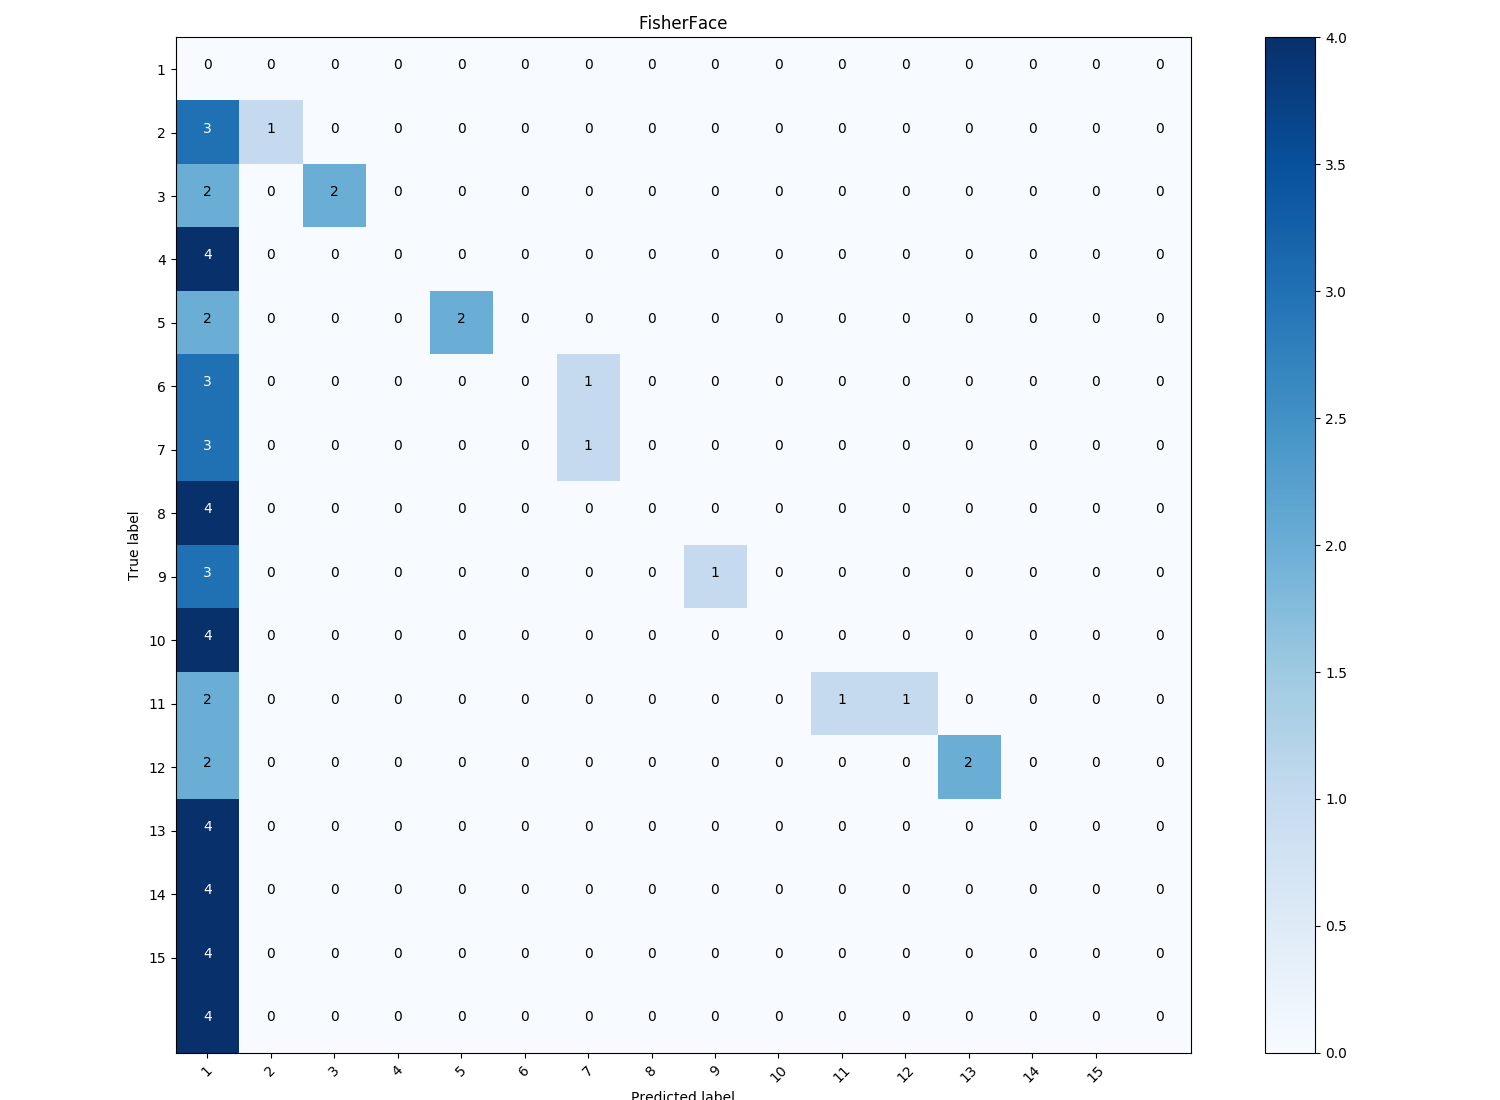 FisherFace
1 0 0 0 0 0 0 0 0 0 0 0 0 0 0 0 0 4.0
2 3 1 0 0 0 0 0 0 0 0 0 0 0 0 0 0
3 2 0 2 0 0 0 0 0 0 0 0 0 0 0 0 0 3.5
4 4 0 0 0 0 0 0 0 0 0 0 0 0 0 0 0
5 2 0 0 0 2 0 0 0 0 0 0 0 0 0 0 0 3.0
6 3 0 0 0 0 0 1 0 0 0 0 0 0 0 0 0
7 3 0 0 0 0 0 1 0 0 0 0 0 0 0 0 0 2.5
8 4 0 0 0 0 0 0 0 0 0 0 0 0 0 0 0
True label
9 3 0 0 0 0 0 0 0 1 0 0 0 0 0 0 0 2.0
10 4 0 0 0 0 0 0 0 0 0 0 0 0 0 0 0
11 2 0 0 0 0 0 0 0 0 0 1 1 0 0 0 0 1.5
12 2 0 0 0 0 0 0 0 0 0 0 0 2 0 0 0 1.0
13 4 0 0 0 0 0 0 0 0 0 0 0 0 0 0 0
14 4 0 0 0 0 0 0 0 0 0 0 0 0 0 0 0 0.5
15 4 0 0 0 0 0 0 0 0 0 0 0 0 0 0 0
4 0 0 0 0 0 0 0 0 0 0 0 0 0 0 0 0.0
1 2 3 4 5 6 7 8 9 10 11 12 13 14 15
Predicted label